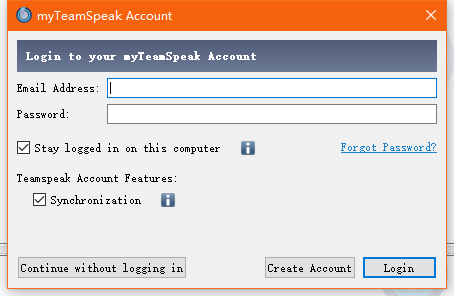 myTeamSpeak Account
Login to your myTeamSpeak Account
Email Address:
Password:
Stay logged in on this computer
Forgot Password?
Teamspeak Account Features:
Synchronization
Continue without logging in
Create Account
Login